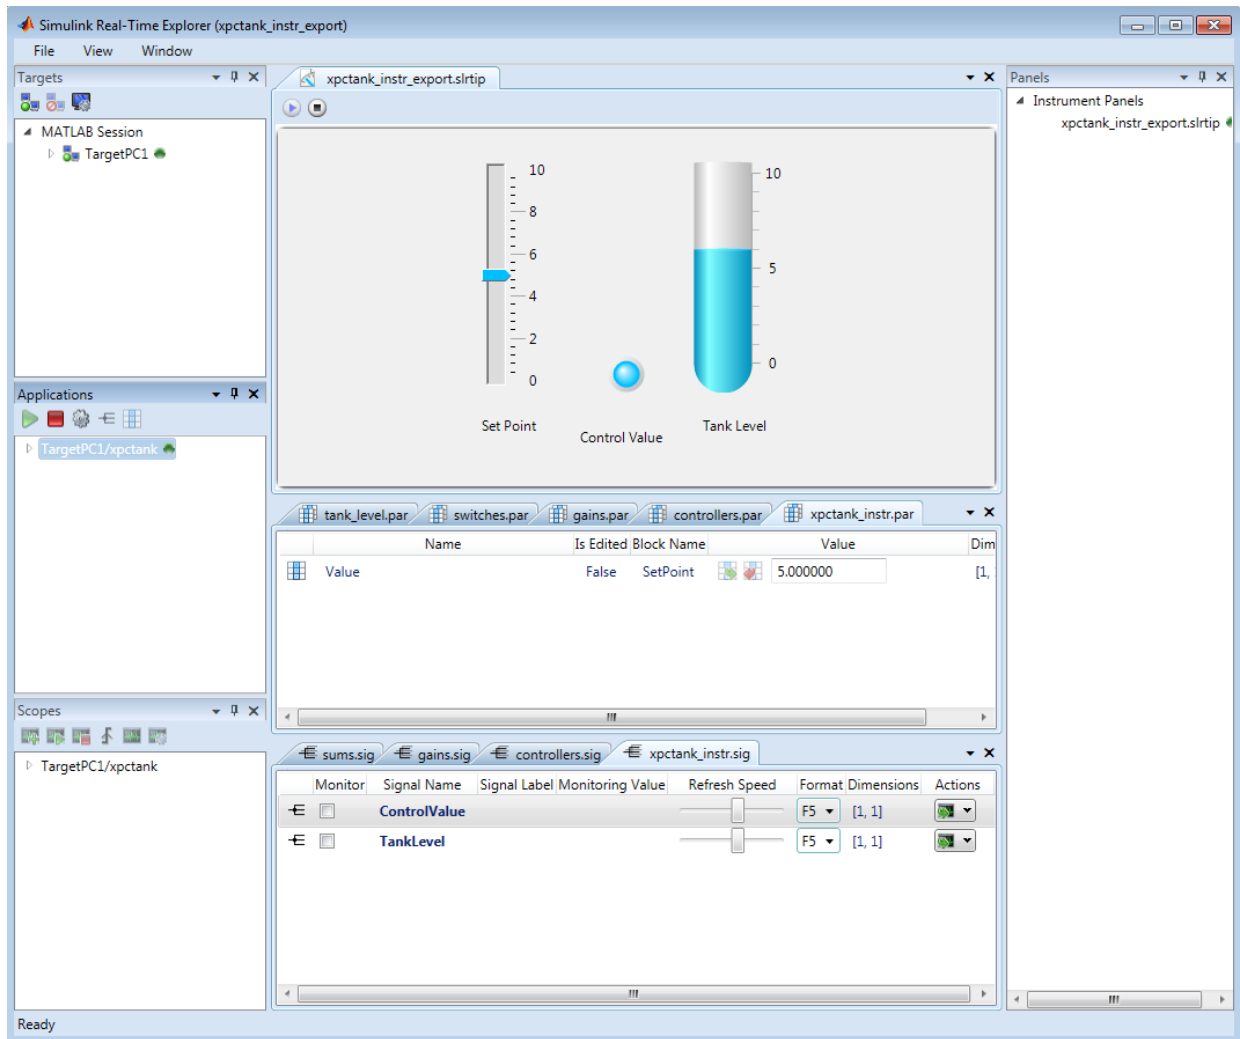 Simulink Real-Time Explorer (xpctank_instr_export)
File View Window
Targets
MATLAB Session
TargetPC1
Applications
TargetPC1/xpctank
Scopes
TargetPC1/xpctank
xpctank_instr_export.slrtip
10
8
6
4
2
0
Set Point
Control Value
10
5
0
Tank Level
tank_level.par switches.par gains.par controllers.par xpctank_instr.par
Name Is Edited Block Name Value Dim
Value False SetPoint 5.000000 [1,
sums.sig gains.sig controllers.sig xpctank_instr.sig
Monitor Signal Name Signal Label Monitoring Value Refresh Speed Format Dimensions Actions
ControlValue F5 [1, 1]
TankLevel F5 [1, 1]
Panels
Instrument Panels
xpctank_instr_export.slrtip
Ready